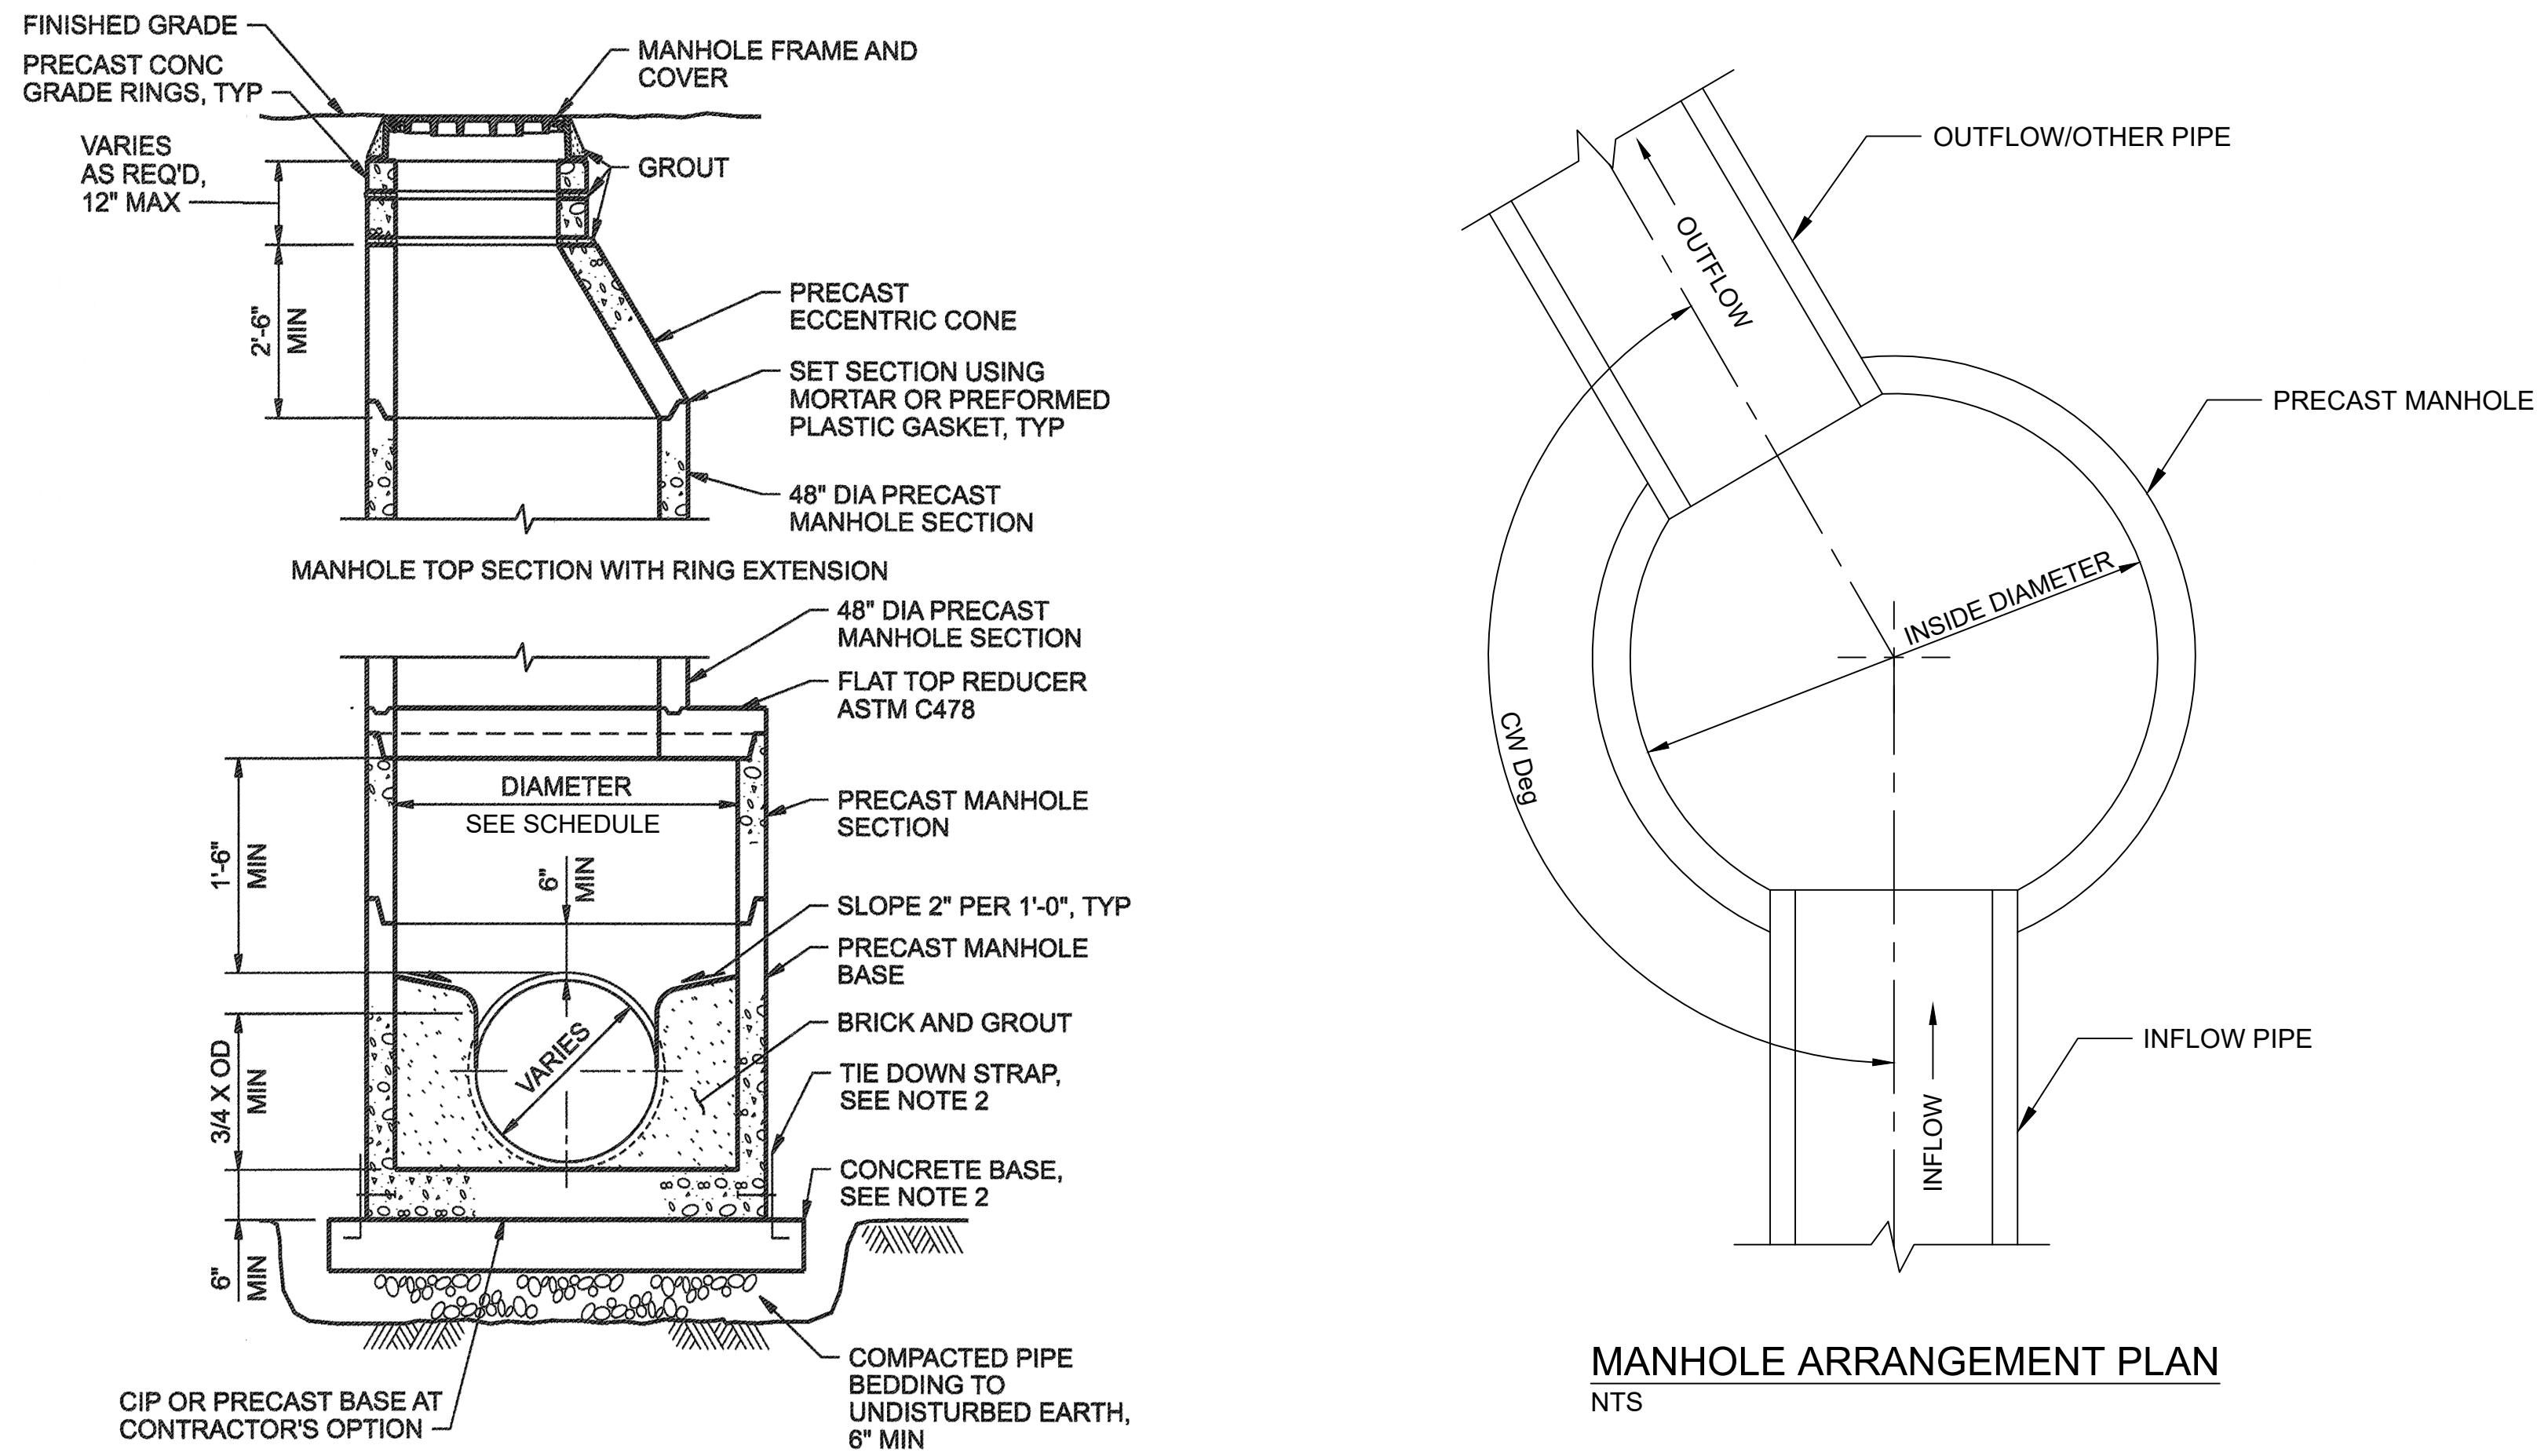 FINISHED GRADE
PRECAST CONC
GRADE RINGS, TYP
VARIES
AS REQ'D,
12" MAX
MANHOLE FRAME AND
COVER
GROUT
2'-6"
MIN
PRECAST
ECCENTRIC CONE
SET SECTION USING
MORTAR OR PREFORMED
PLASTIC GASKET, TYP
48" DIA PRECAST
MANHOLE SECTION
MANHOLE TOP SECTION WITH RING EXTENSION
48" DIA PRECAST
MANHOLE SECTION
FLAT TOP REDUCER
ASTM C478
DIAMETER
SEE SCHEDULE
PRECAST MANHOLE
SECTION
1'-6"
MIN
6"
MIN
SLOPE 2" PER 1'-0", TYP
PRECAST MANHOLE
BASE
BRICK AND GROUT
VARIES
3/4 X OD
MIN
TIE DOWN STRAP,
SEE NOTE 2
CONCRETE BASE,
SEE NOTE 2
6"
MIN
COMPACTED PIPE
BEDDING TO
UNDISTURBED EARTH,
6" MIN
CIP OR PRECAST BASE AT
CONTRACTOR'S OPTION
OUTFLOW/OTHER PIPE
OUTFLOW
PRECAST MANHOLE
INSIDE DIAMETER
CW Deg
INFLOW PIPE
INFLOW
MANHOLE ARRANGEMENT PLAN
NTS